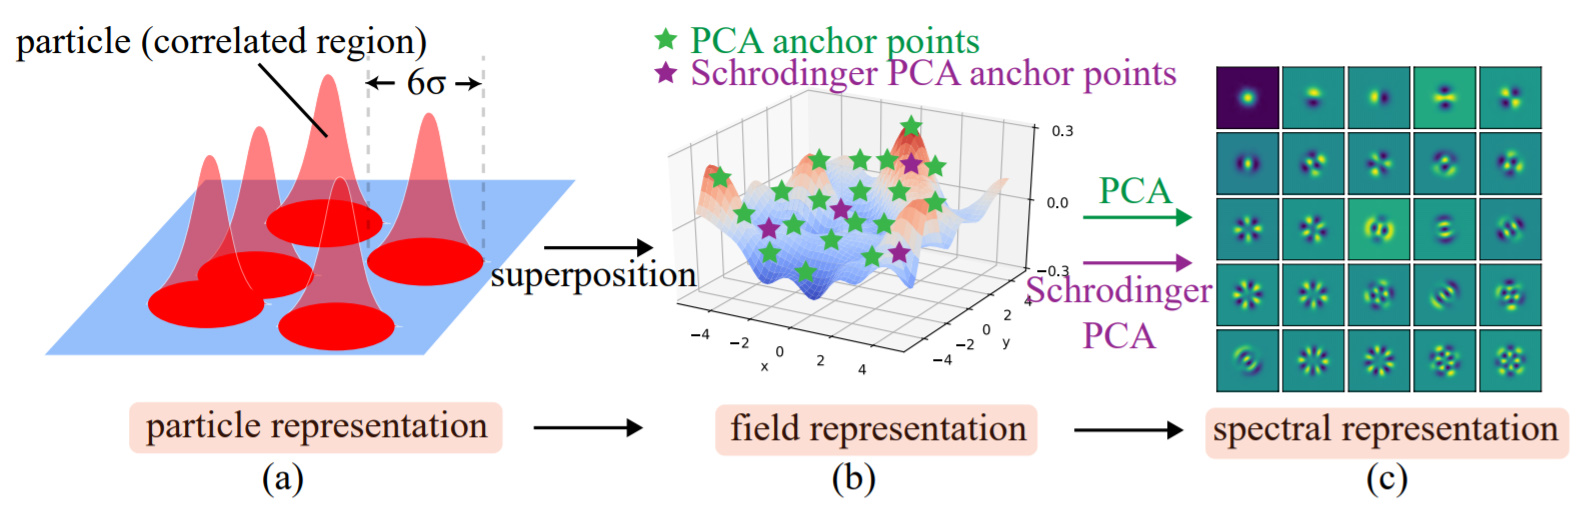 particle (correlated region)
6σ
superposition
particle representation
(a)
PCA anchor points
Schrodinger PCA anchor points
0.3
0.0
−0.3
−4
−2
0
2
4
x
−4
−2
0
2
4
y
field representation
(b)
PCA
Schrodinger
PCA
spectral representation
(c)